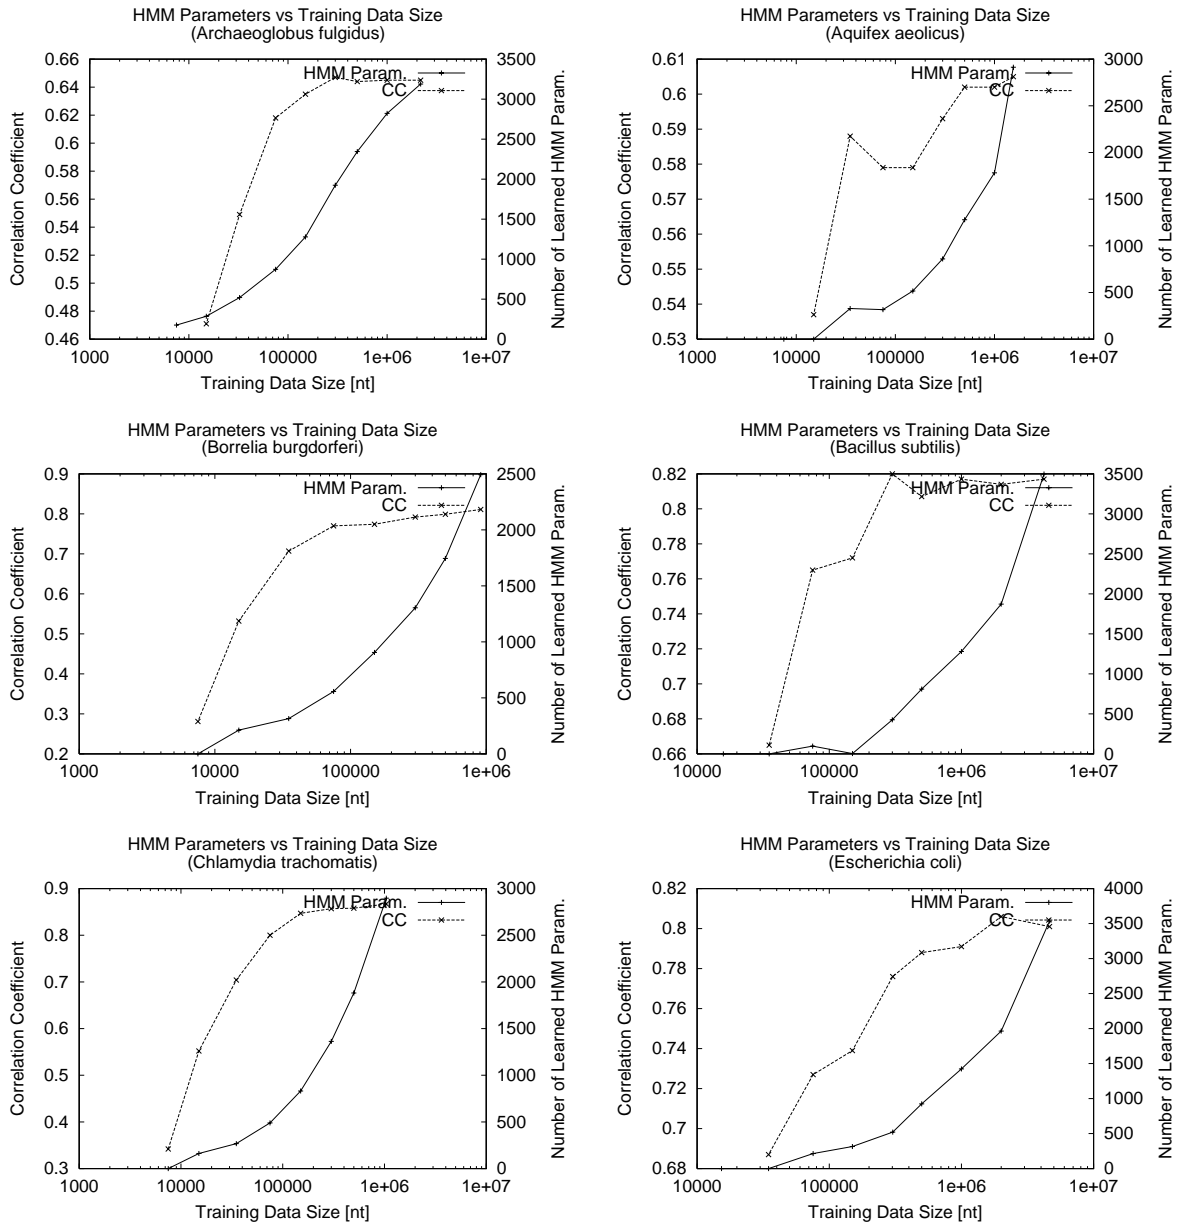 HMM Parameters vs Training Data Size
(Archaeoglobus fulgidus)
Correlation Coefficient
0.66
0.64
0.62
0.6
0.58
0.56
0.54
0.52
0.5
0.48
0.46
3500
3000
2500
2000
1500
1000
500
0
Number of Learned HMM Param.
HMM Param.
CC
1000 10000 100000 1e+06 1e+07
Training Data Size [nt]
HMM Parameters vs Training Data Size
(Aquifex aeolicus)
Correlation Coefficient
0.61
0.6
0.59
0.58
0.57
0.56
0.55
0.54
0.53
3000
2500
2000
1500
1000
500
0
Number of Learned HMM Param.
HMM Param.
CC
1000 10000 100000 1e+06 1e+07
Training Data Size [nt]
HMM Parameters vs Training Data Size
(Borrelia burgdorferi)
Correlation Coefficient
0.9
0.8
0.7
0.6
0.5
0.4
0.3
0.2
2500
2000
1500
1000
500
0
Number of Learned HMM Param.
HMM Param.
CC
1000 10000 100000 1e+06
Training Data Size [nt]
HMM Parameters vs Training Data Size
(Bacillus subtilis)
Correlation Coefficient
0.82
0.8
0.78
0.76
0.74
0.72
0.7
0.68
0.66
3500
3000
2500
2000
1500
1000
500
0
Number of Learned HMM Param.
HMM Param.
CC
10000 100000 1e+06 1e+07
Training Data Size [nt]
HMM Parameters vs Training Data Size
(Chlamydia trachomatis)
Correlation Coefficient
0.9
0.8
0.7
0.6
0.5
0.4
0.3
3000
2500
2000
1500
1000
500
0
Number of Learned HMM Param.
HMM Param.
CC
1000 10000 100000 1e+06 1e+07
Training Data Size [nt]
HMM Parameters vs Training Data Size
(Escherichia coli)
Correlation Coefficient
0.82
0.8
0.78
0.76
0.74
0.72
0.7
0.68
4000
3500
3000
2500
2000
1500
1000
500
0
Number of Learned HMM Param.
HMM Param.
CC
10000 100000 1e+06 1e+07
Training Data Size [nt]